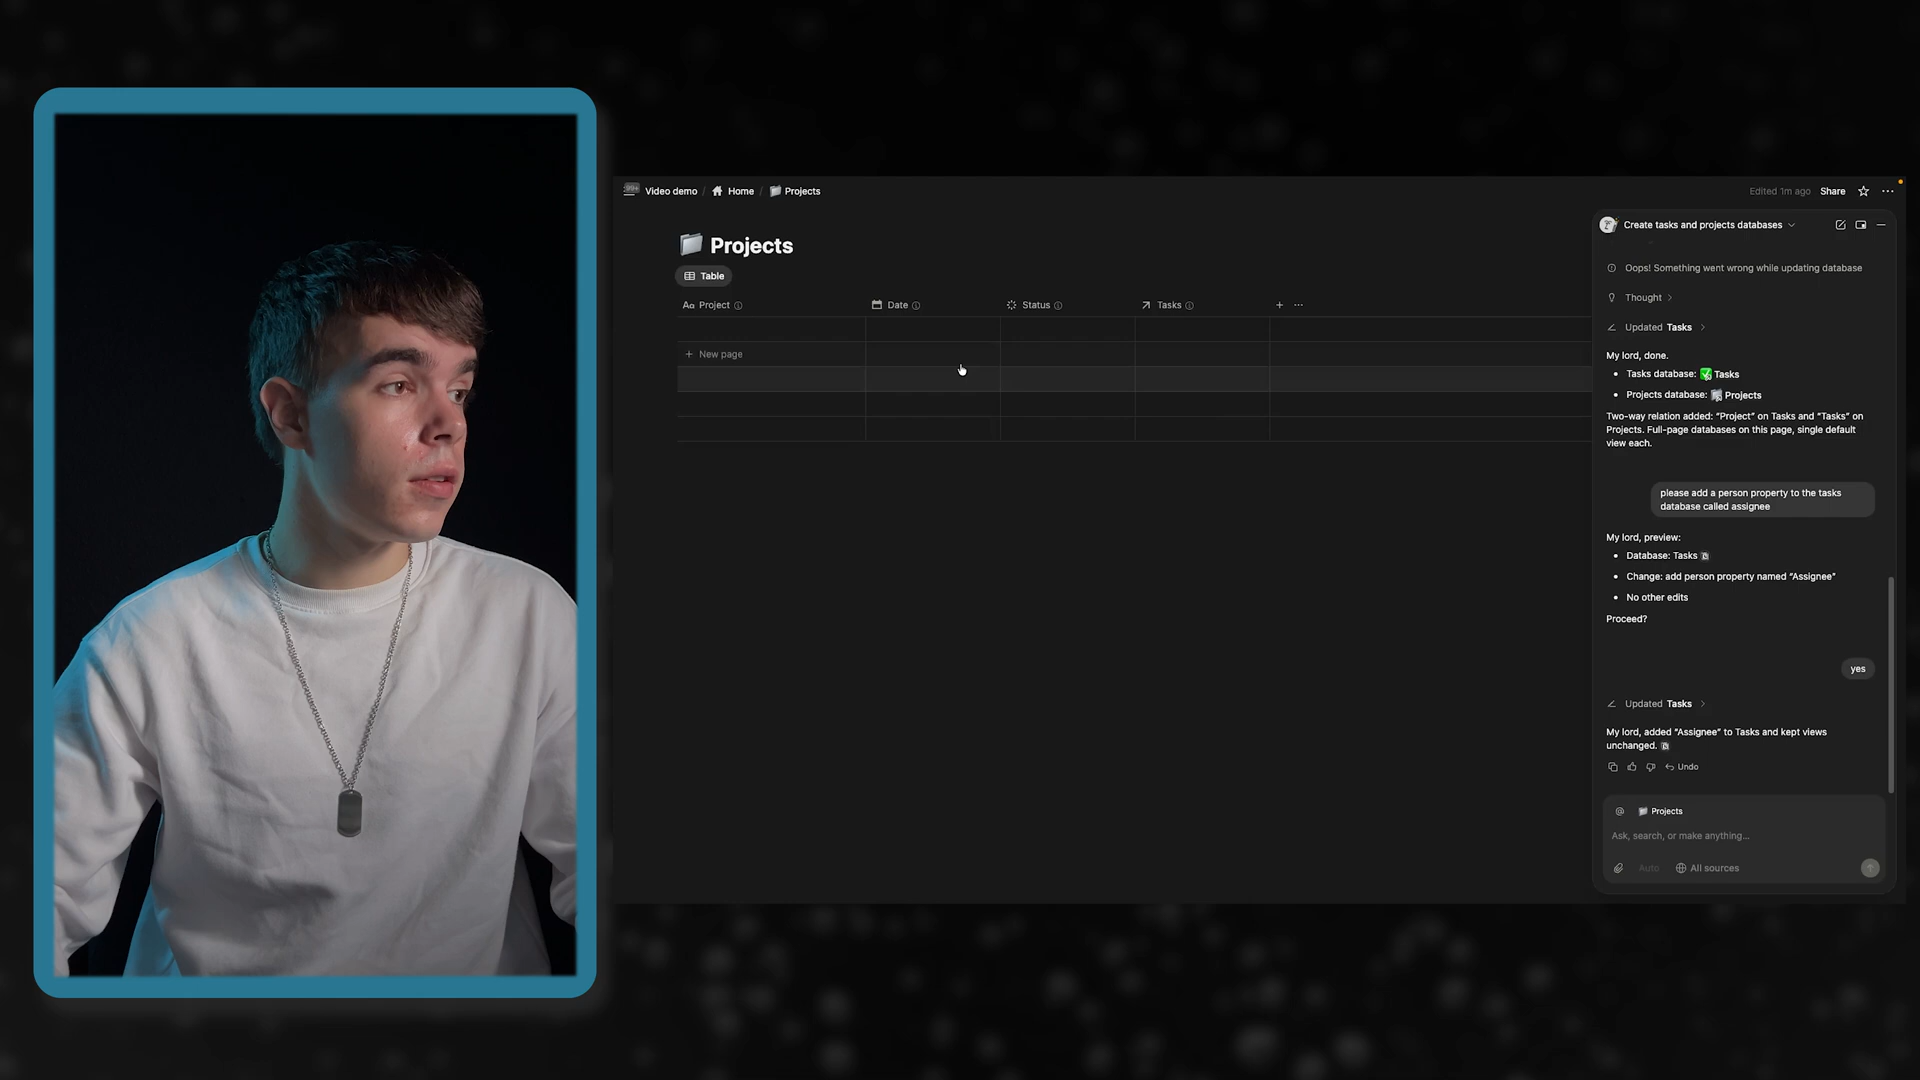 99+ Video demo / Home / Projects
Edited 1m ago Share
Projects
Table
Aa Project Date Status Tasks
New page
Create tasks and projects databases
Oops! Something went wrong while updating database
Thought
Updated Tasks
My lord, done.
Tasks database: Tasks
Projects database: Projects
Two-way relation added: “Project” on Tasks and “Tasks” on
Projects. Full-page databases on this page, single default
view each.
please add a person property to the tasks
database called assignee
My lord, preview:
Database: Tasks
Change: add person property named “Assignee”
No other edits
Proceed?
yes
Updated Tasks
My lord, added “Assignee” to Tasks and kept views
unchanged.
Undo
@ Projects
Ask, search, or make anything...
Auto All sources